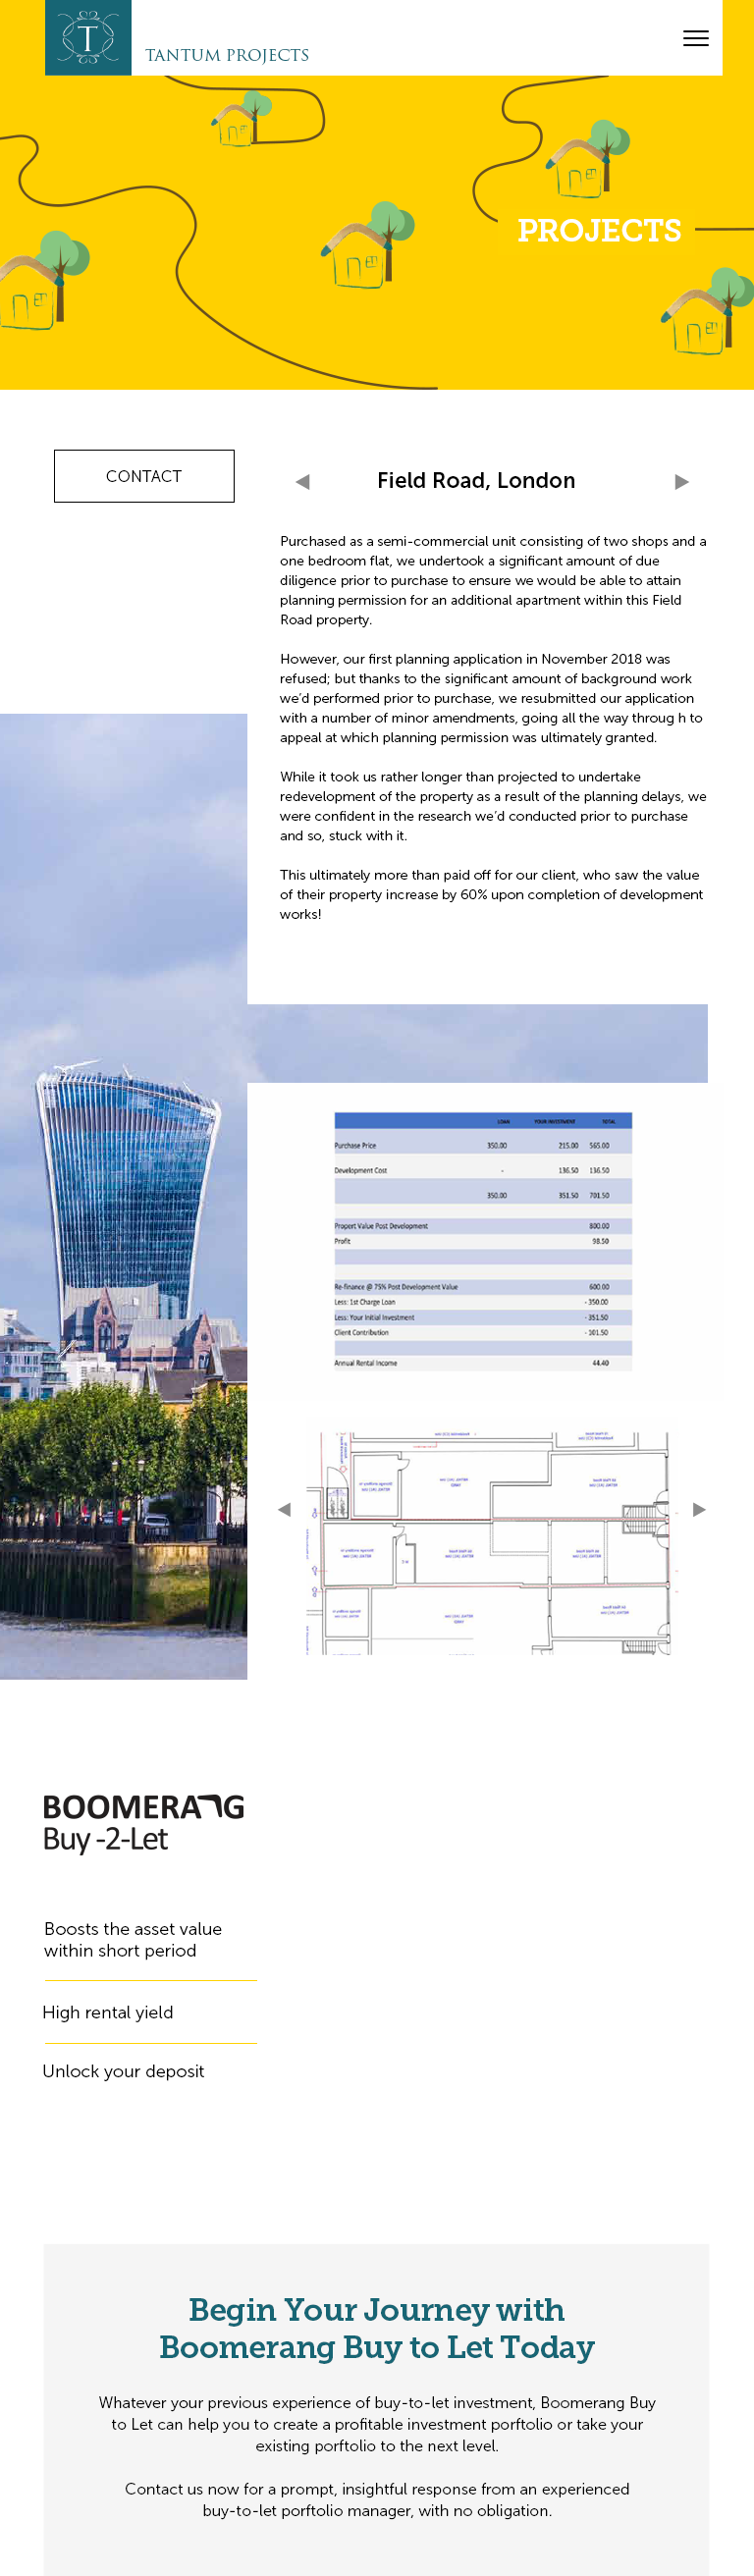 T
TANTUM PROJECTS
PROJECTS
CONTACT
Field Road, London
Purchased as a semi-commercial unit consisting of two shops and a
one bedroom flat, we undertook a significant amount of due
diligence prior to purchase to ensure we would be able to attain
planning permission for an additional apartment within this Field
Road property.
However, our first planning application in November 2018 was
refused; but thanks to the significant amount of background work
we’d performed prior to purchase, we resubmitted our application
with a number of minor amendments, going all the way throug h to
appeal at which planning permission was ultimately granted.
While it took us rather longer than projected to undertake
redevelopment of the property as a result of the planning delays, we
were confident in the research we’d conducted prior to purchase
and so, stuck with it.
This ultimately more than paid off for our client, who saw the value
of their property increase by 60% upon completion of development
works!
LOAN YOUR INVESTMENT TOTAL
Purchase Price 350.00 215.00 565.00
Development Cost - 136.50 136.50
350.00 351.50 701.50
Propert Value Post Development 800.00
Profit 98.50
Re-finance @ 75% Post Development Value 600.00
Less: 1st Charge Loan - 350.00
Less: Your Initial Investment - 351.50
Client Contribution - 101.50
Annual Rental Income 44.40
BOOMERANG
Buy -2-Let
Boosts the asset value
within short period
High rental yield
Unlock your deposit
Begin Your Journey with
Boomerang Buy to Let Today
Whatever your previous experience of buy-to-let investment, Boomerang Buy
to Let can help you to create a profitable investment porftolio or take your
existing porftolio to the next level.
Contact us now for a prompt, insightful response from an experienced
buy-to-let porftolio manager, with no obligation.